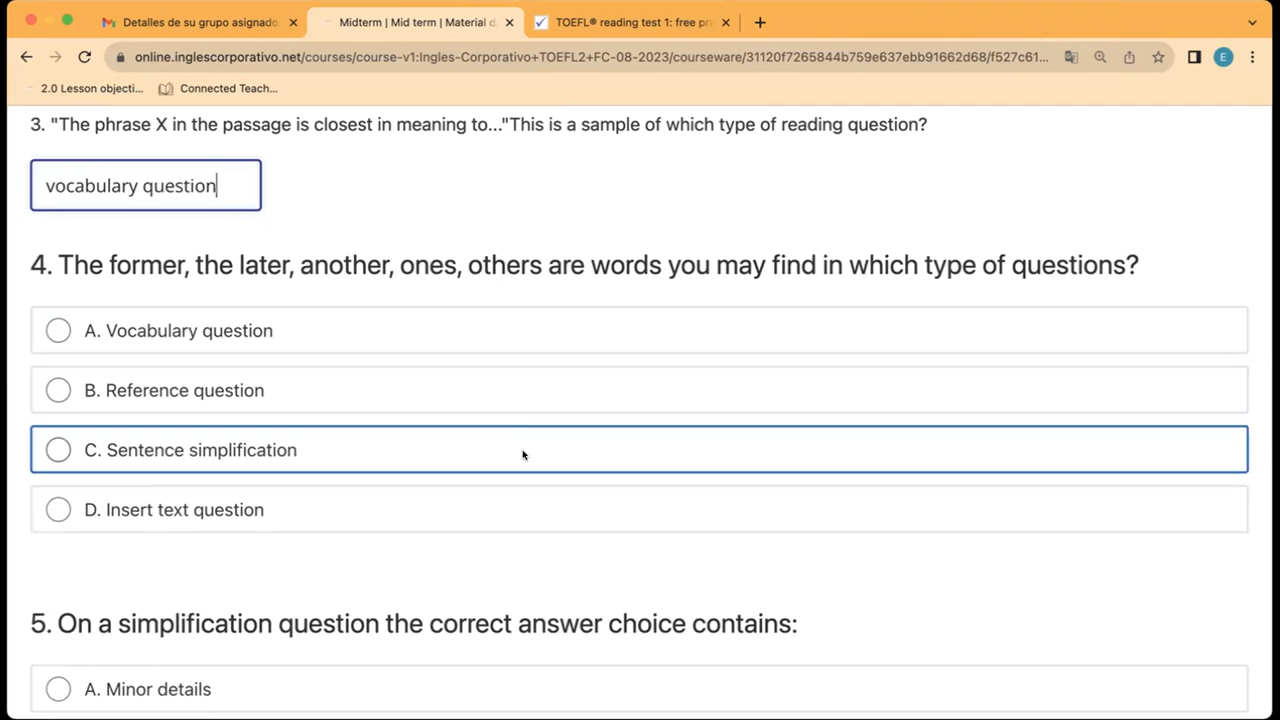 Detalles de su grupo asignado
Midterm | Mid term | Material d
TOEFL® reading test 1: free pr
online.inglescorporativo.net/courses/course-v1:Ingles-Corporativo+TOEFL2+FC-08-2023/courseware/31120f7265844b759e637ebb91662d68/f527c61...
E
2.0 Lesson objecti...
Connected Teach...
3. "The phrase X in the passage is closest in meaning to..."This is a sample of which type of reading question?
vocabulary question
4. The former, the later, another, ones, others are words you may find in which type of questions?
A. Vocabulary question
B. Reference question
C. Sentence simplification
D. Insert text question
5. On a simplification question the correct answer choice contains:
A. Minor details